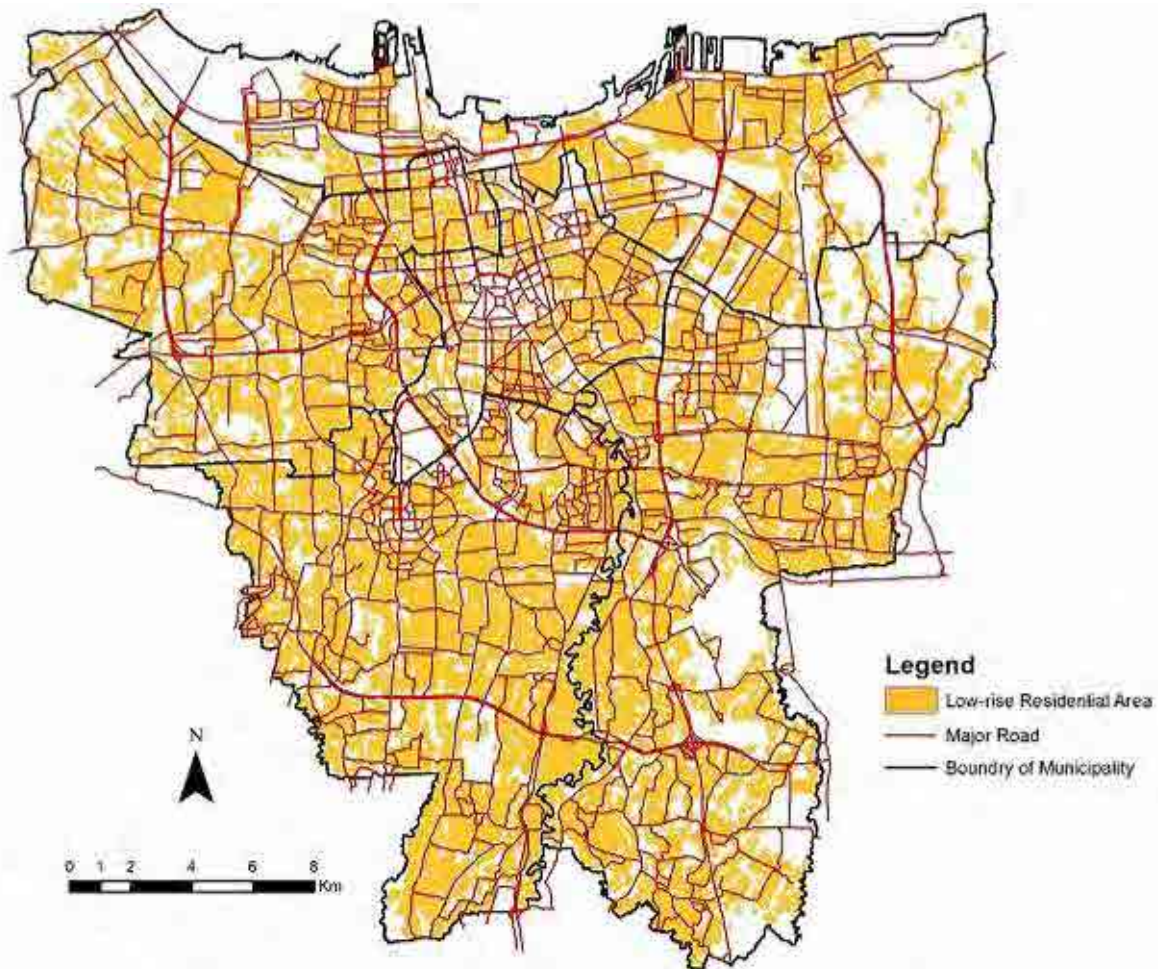 Legend
Low-rise Residential Area
Major Road
Boundry of Municipality
N
0 1 2 4 6 8
Km